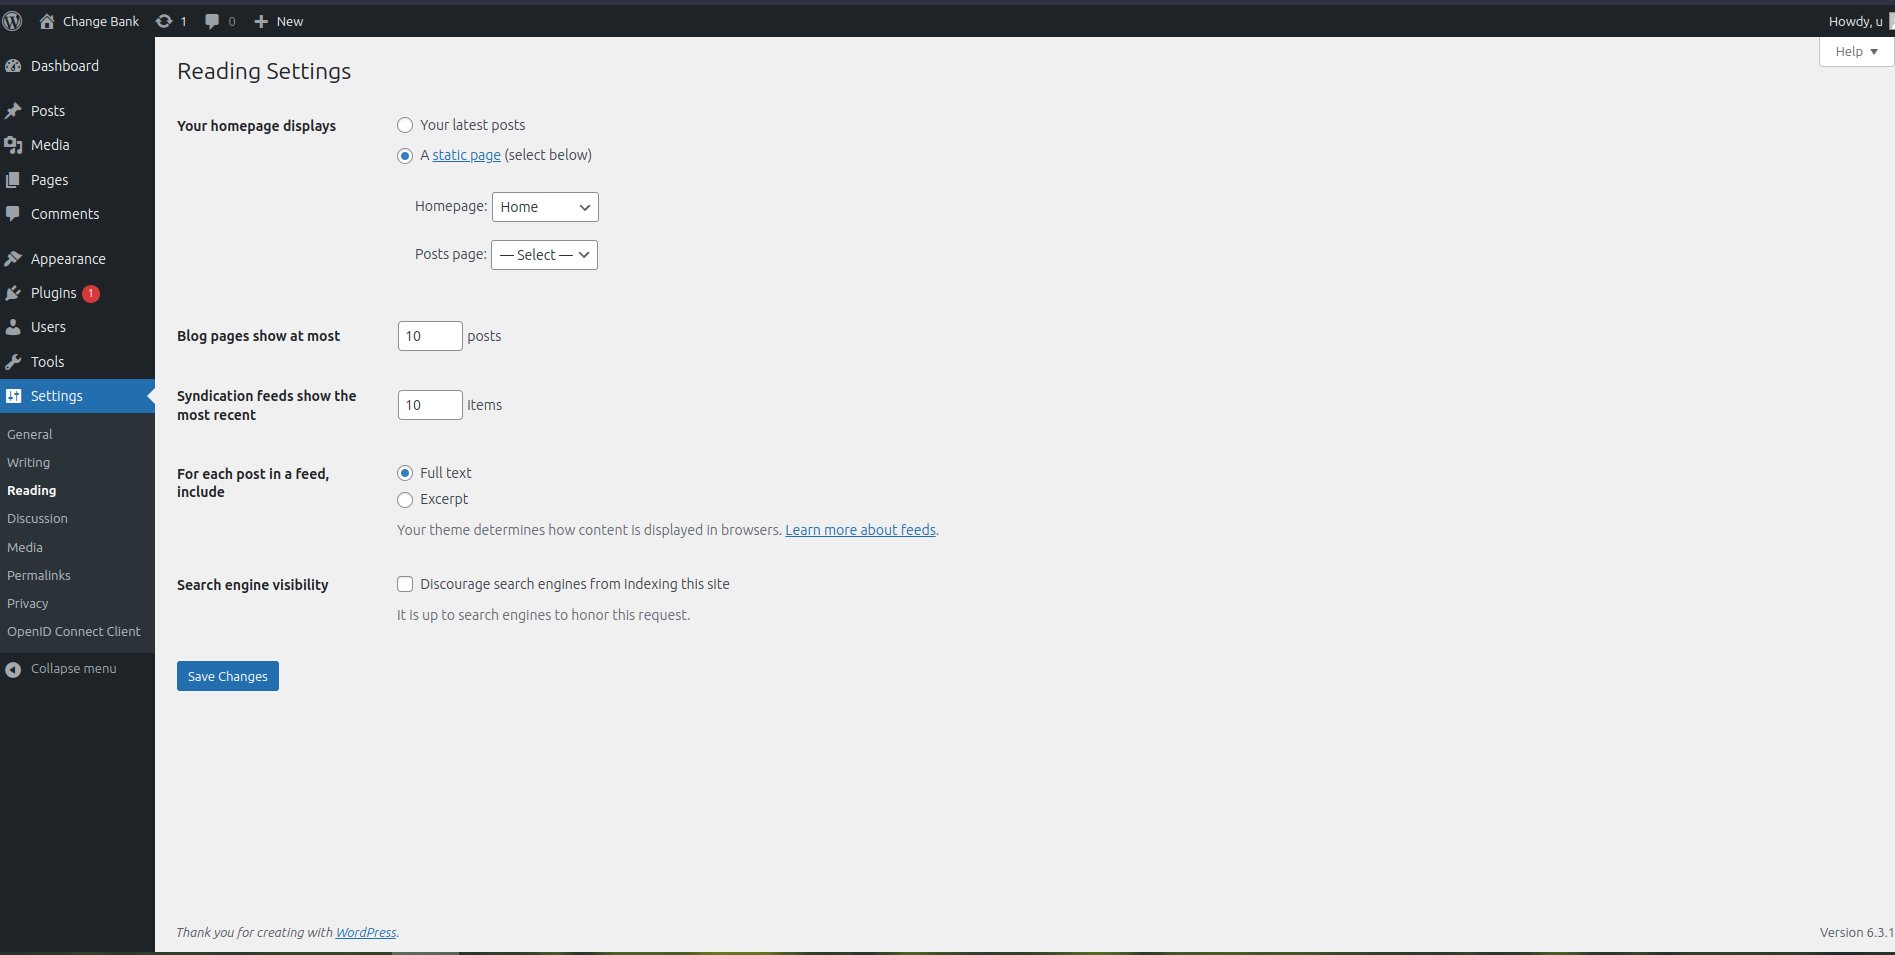 Change Bank 1 0 New Howdy, u
Help
Dashboard
Posts
Media
Pages
Comments
Appearance
Plugins 1
Users
Tools
Settings
General
Writing
Reading
Discussion
Media
Permalinks
Privacy
OpenID Connect Client
Collapse menu
Reading Settings
Your homepage displays
Your latest posts
A static page (select below)
Homepage: Home
Posts page: — Select —
Blog pages show at most 10 posts
Syndication feeds show the
most recent
10 items
For each post in a feed,
include
Full text
Excerpt
Your theme determines how content is displayed in browsers. Learn more about feeds.
Search engine visibility
Discourage search engines from indexing this site
It is up to search engines to honor this request.
Save Changes
Thank you for creating with WordPress.
Version 6.3.1